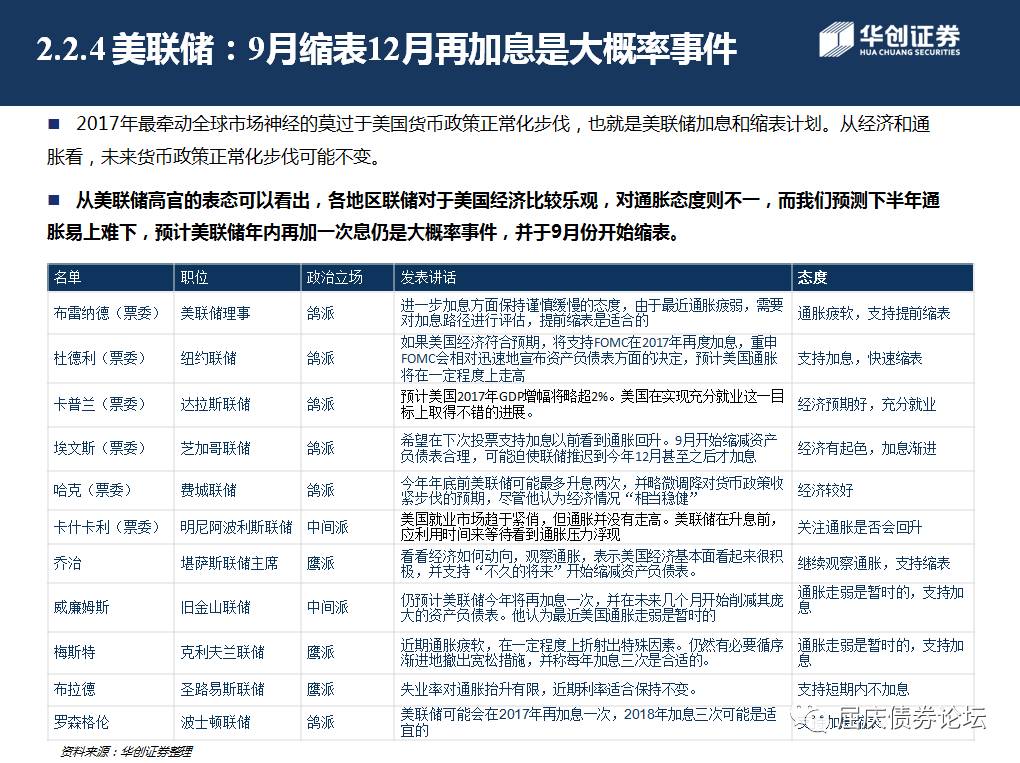 2.2.4 美联储：9月缩表12月再加息是大概率事件
华创证券
HUA CHUANG SECURITIES
■ 2017年最牵动全球市场神经的莫过于美国货币政策正常化步伐，也就是美联储加息和缩表计划。从经济和通
胀看，未来货币政策正常化步伐可能不变。
■ 从美联储高官的表态可以看出，各地区联储对于美国经济比较乐观，对通胀态度则不一，而我们预测下半年通
胀易上难下，预计美联储年内再加一次息仍是大概率事件，并于9月份开始缩表。
名单 职位 政治立场 发表讲话 态度
布雷纳德（票委） 美联储理事 鸽派 进一步加息方面保持谨慎缓慢的态度，由于最近通胀疲弱，需要
对加息路径进行评估，提前缩表是适合的 通胀疲软，支持提前缩表
杜德利（票委） 纽约联储 鸽派 如果美国经济符合预期，将支持FOMC在2017年再度加息，重申
FOMC会相对迅速地宣布资产负债表方面的决定，预计美国通胀
将在一定程度上走高 支持加息，快速缩表
卡普兰（票委） 达拉斯联储 鸽派 预计美国2017年GDP增幅将略超2%。美国在实现充分就业这一目
标上取得不错的进展。 经济预期好，充分就业
埃文斯（票委） 芝加哥联储 鸽派 希望在下次投票支持加息以前看到通胀回升。9月开始缩减资产
负债表合理，可能迫使联储推迟到今年12月甚至之后才加息 经济有起色，加息渐进
哈克（票委） 费城联储 鸽派 今年年底前美联储可能最多升息两次，并略微调降对货币政策收
紧步伐的预期，尽管他认为经济情况“相当稳健” 经济较好
卡什卡利（票委） 明尼阿波利斯联储 中间派 美国就业市场趋于紧俏，但通胀并没有走高。美联储在升息前，
应利用时间来等待看到通胀压力浮现 关注通胀是否会回升
乔治 堪萨斯联储主席 鹰派 看看经济如何动向，观察通胀，表示美国经济基本面看起来很积
极，并支持“不久的将来”开始缩减资产负债表。 继续观察通胀，支持缩表
威廉姆斯 旧金山联储 中间派 仍预计美联储今年将再加息一次，并在未来几个月开始削减其庞
大的资产负债表。他认为最近美国通胀走弱是暂时的 通胀走弱是暂时的，支持加
息
梅斯特 克利夫兰联储 鹰派 近期通胀疲软，在一定程度上折射出特殊因素。仍然有必要循序
渐进地撤出宽松措施，并称每年加息三次是合适的。 通胀走弱是暂时的，支持加
息
布拉德 圣路易斯联储 鹰派 失业率对通胀抬升有限，近期利率适合保持不变。 支持短期内不加息
罗森格伦 波士顿联储 鸽派 美联储可能会在2017年再加息一次，2018年加息三次可能是适
宜的
屈庆债券论坛
资料来源：华创证券整理